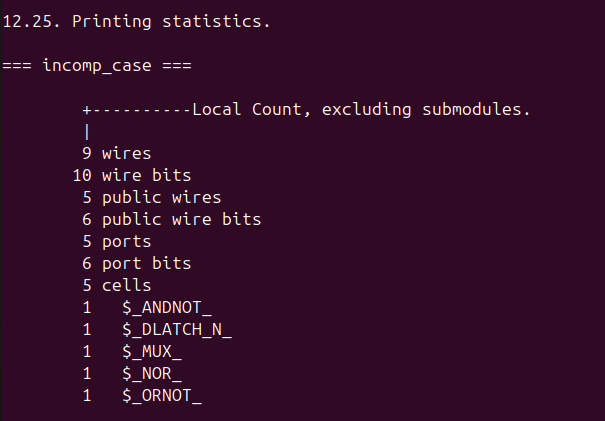 12.25. Printing statistics.
=== incomp_case ===
+----------Local Count, excluding submodules.
|
9 wires
10 wire bits
5 public wires
6 public wire bits
5 ports
6 port bits
5 cells
1   $_ANDNOT_
1   $_DLATCH_N_
1   $_MUX_
1   $_NOR_
1   $_ORNOT_